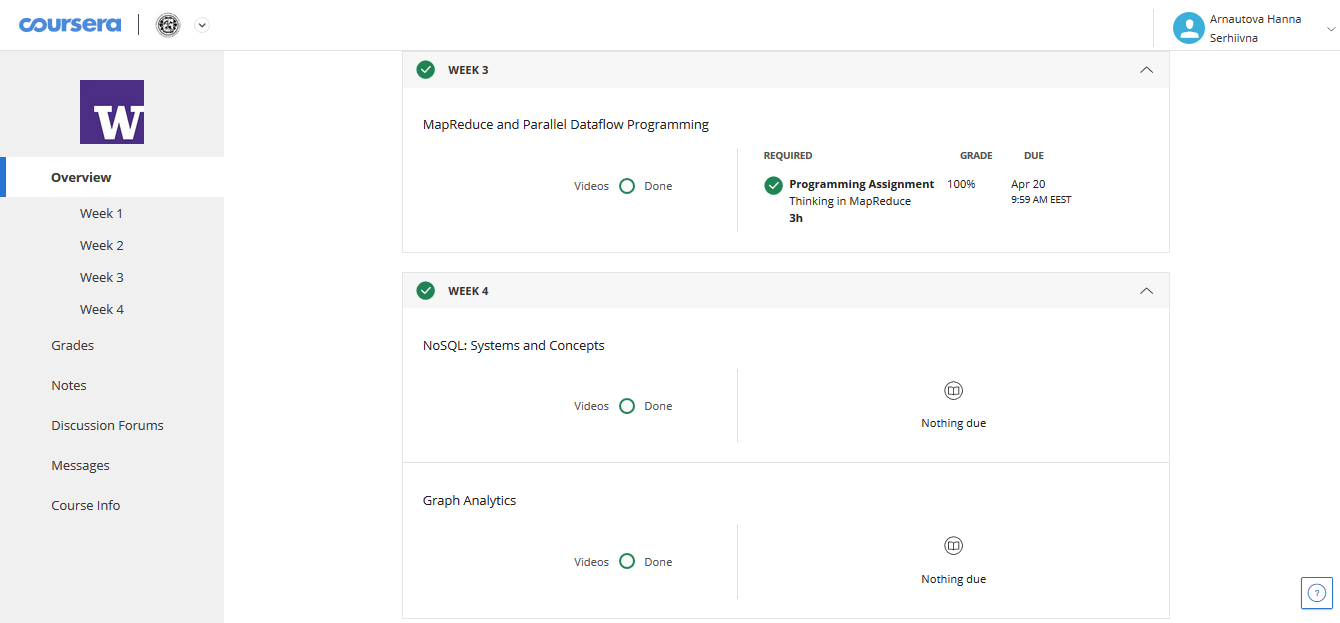 coursera
Arnautova Hanna
Serhiivna
W
Overview
Week 1
Week 2
Week 3
Week 4
Grades
Notes
Discussion Forums
Messages
Course Info
WEEK 3
MapReduce and Parallel Dataflow Programming
Videos Done
REQUIRED GRADE DUE
Programming Assignment 100% Apr 20
Thinking in MapReduce 9:59 AM EEST
3h
WEEK 4
NoSQL: Systems and Concepts
Videos Done
Nothing due
Graph Analytics
Videos Done
Nothing due
?